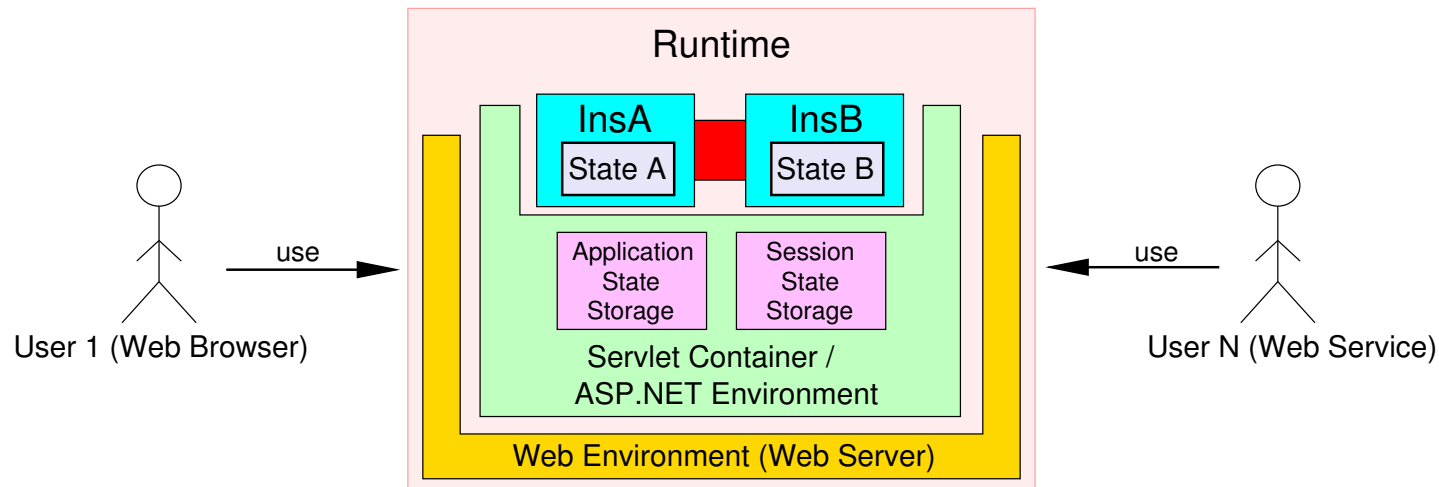 Runtime
InsA
InsB
State A
State B
use
use
Application
State
Storage
Session
State
Storage
User 1 (Web Browser)
User N (Web Service)
Servlet Container /
ASP.NET Environment
Web Environment (Web Server)